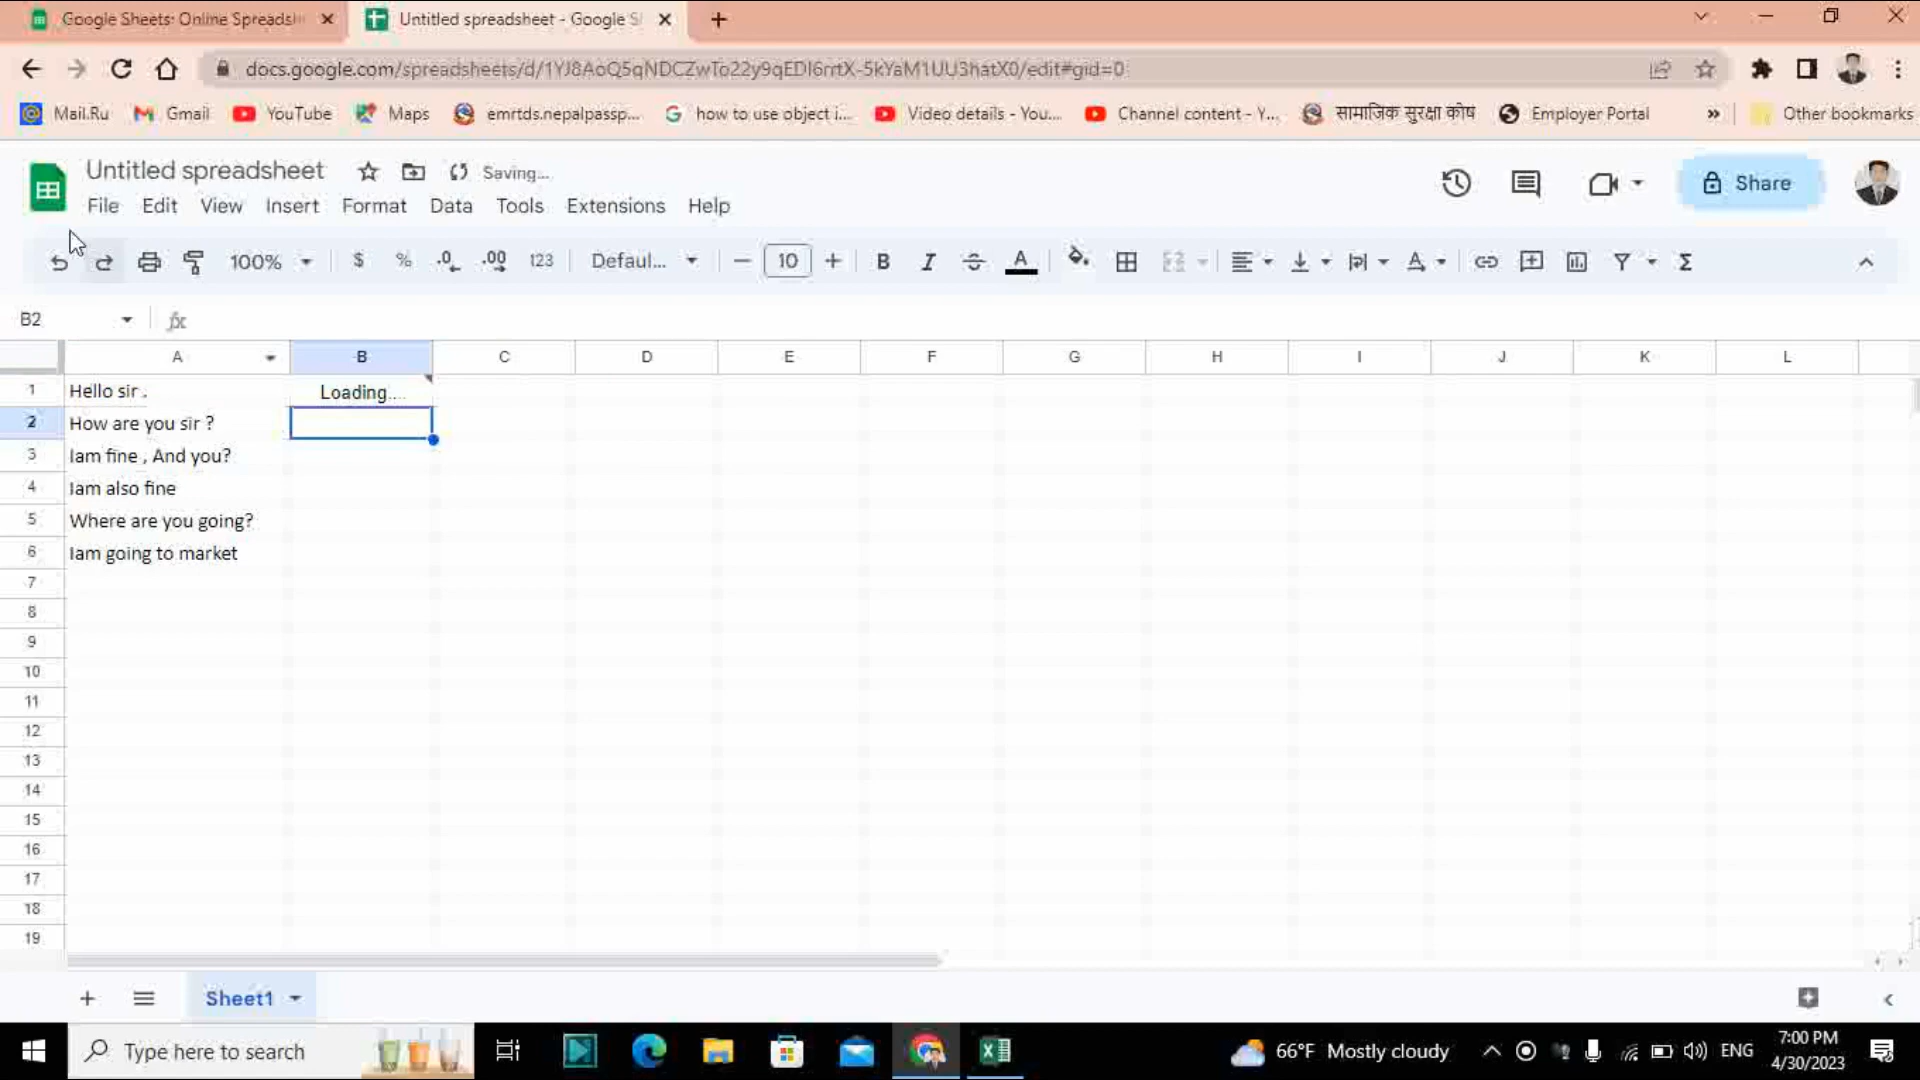 Google Sheets: Online Spreadsh
Untitled spreadsheet - Google S
docs.google.com/spreadsheets/d/1YJ8AoQ5qNDCZwTo22y9qEDI6rrtX-5kYaM1UU3hatX0/edit#gid=0
Mail.Ru
Gmail
YouTube
Maps
emrtds.nepalpassp...
how to use object i...
Video details - You...
Channel content - Y...
सामाजिक सुरक्षा कोष
Employer Portal
»
Other bookmarks
Untitled spreadsheet
Saving...
File Edit View Insert Format Data Tools Extensions Help
Share
100% $ % .0 .00 123 Defaul... 10 B I S A Σ
B2 fx
A B C D E F G H I J K L
1 Hello sir . Loading...
2 How are you sir ?
3 Iam fine , And you?
4 Iam also fine
5 Where are you going?
6 Iam going to market
7
8
9
10
11
12
13
14
15
16
17
18
19
Sheet1
Type here to search
66°F Mostly cloudy
ENG
7:00 PM
4/30/2023